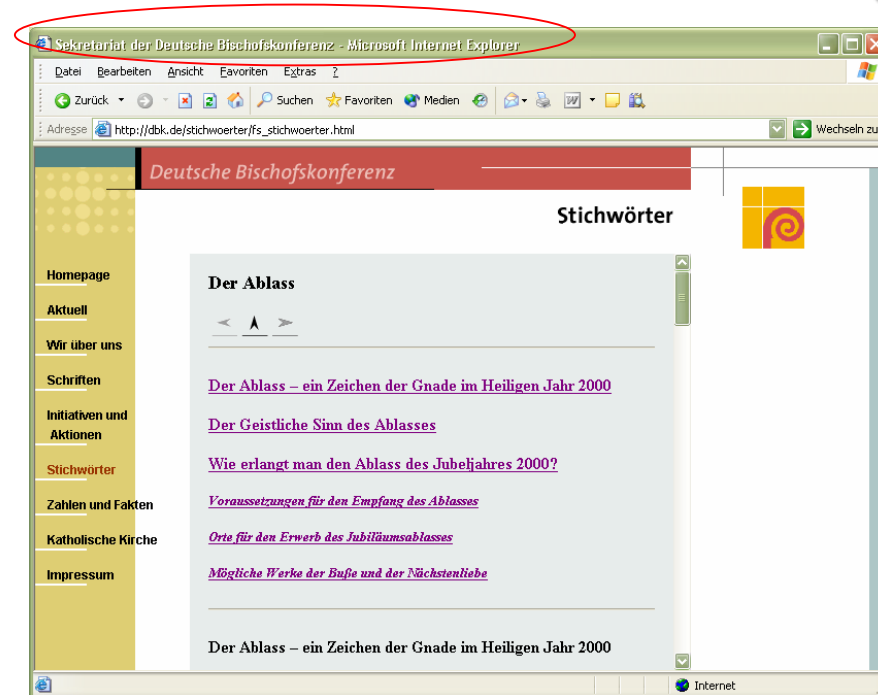 Sekretariat der Deutsche Bischofskonferenz - Microsoft Internet Explorer
Datei Bearbeiten Ansicht Favoriten Extras ?
Zurück Suchen Favoriten Medien
Adresse http://dbk.de/stichwoerter/fs_stichwoerter.html Wechseln zu
Deutsche Bischofskonferenz
Stichwörter
Homepage
Aktuell
Wir über uns
Schriften
Initiativen und
Aktionen
Stichwörter
Zahlen und Fakten
Katholische Kirche
Impressum
Der Ablass
Der Ablass – ein Zeichen der Gnade im Heiligen Jahr 2000
Der Geistliche Sinn des Ablasses
Wie erlangt man den Ablass des Jubeljahres 2000?
Voraussetzungen für den Empfang des Ablasses
Orte für den Erwerb des Jubiläumsablasses
Mögliche Werke der Buße und der Nächstenliebe
Der Ablass – ein Zeichen der Gnade im Heiligen Jahr 2000
Internet